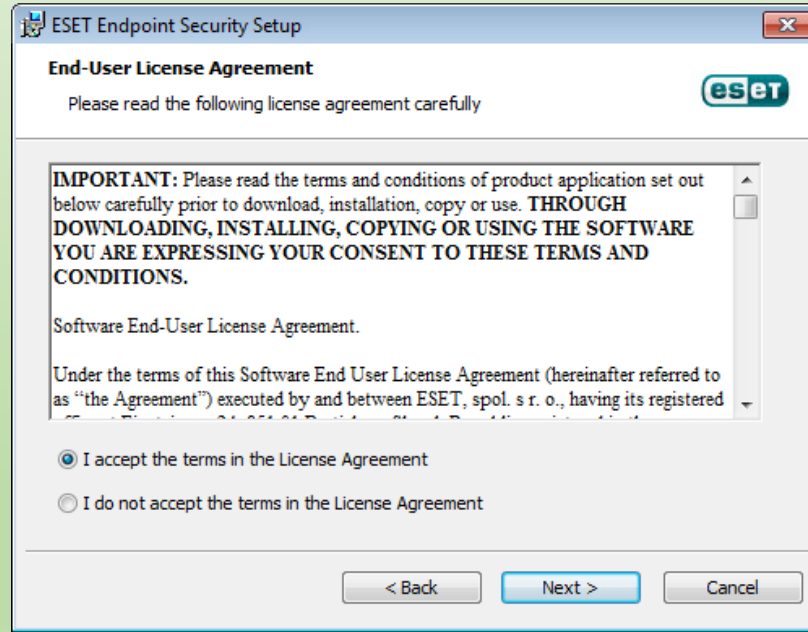 ESET Endpoint Security Setup
End-User License Agreement
Please read the following license agreement carefully
eset
IMPORTANT: Please read the terms and conditions of product application set out
below carefully prior to download, installation, copy or use. THROUGH
DOWNLOADING, INSTALLING, COPYING OR USING THE SOFTWARE
YOU ARE EXPRESSING YOUR CONSENT TO THESE TERMS AND
CONDITIONS.
Software End-User License Agreement.
Under the terms of this Software End User License Agreement (hereinafter referred to
as “the Agreement”) executed by and between ESET, spol. s r. o., having its registered
I accept the terms in the License Agreement
I do not accept the terms in the License Agreement
< Back
Next >
Cancel